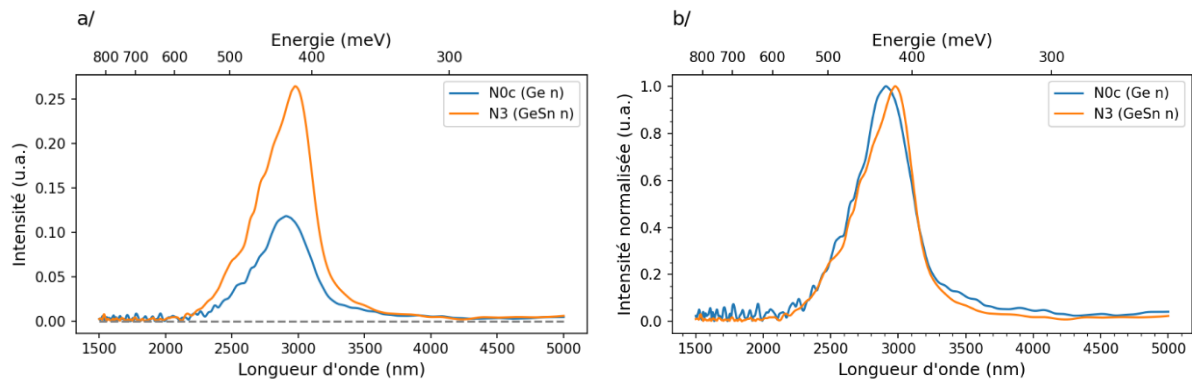 a/
Energie (meV)
800 700 600 500 400 300
N0c (Ge n)
N3 (GeSn n)
Intensité (u.a.)
0.25
0.20
0.15
0.10
0.05
0.00
1500 2000 2500 3000 3500 4000 4500 5000
Longueur d'onde (nm)
b/
Energie (meV)
800 700 600 500 400 300
N0c (Ge n)
N3 (GeSn n)
Intensité normalisée (u.a.)
1.0
0.8
0.6
0.4
0.2
0.0
1500 2000 2500 3000 3500 4000 4500 5000
Longueur d'onde (nm)